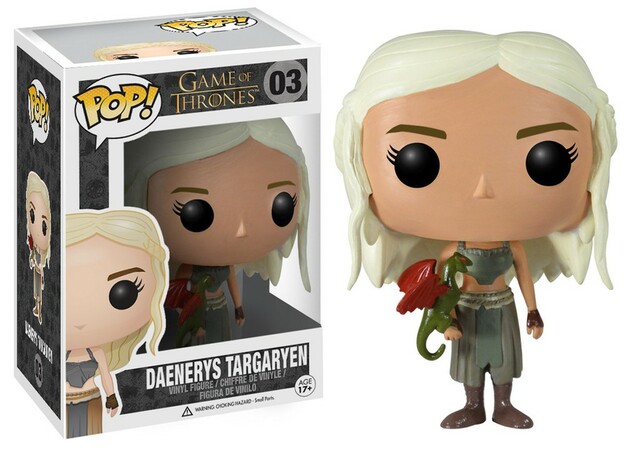 POP!
GAME OF
THRONES™
03
POP!
DAENERYS TARGARYEN
VINYL FIGURE / CHIFFRE DE VINYLE /
FIGURA DE VINILO
AGE
17+
WARNING: CHOKING HAZARD - Small Parts.